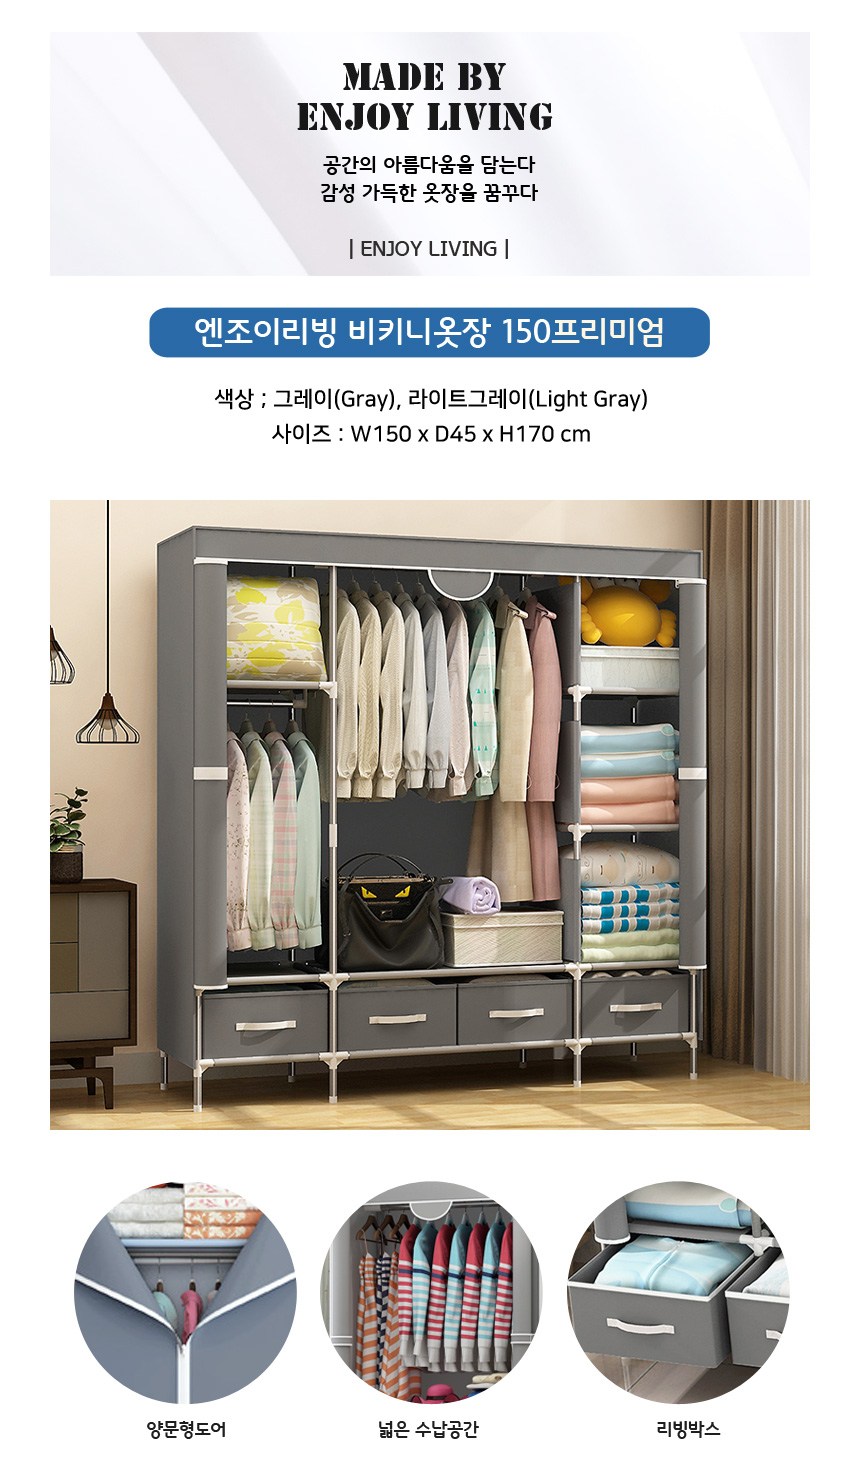 MADE BY
ENJOY LIVING
공간의 아름다움을 담는다
감성 가득한 옷장을 꿈꾸다
| ENJOY LIVING |
엔조이리빙 비키니옷장 150프리미엄
색상 ; 그레이(Gray), 라이트그레이(Light Gray)
사이즈 : W150 x D45 x H170 cm
양문형도어
넓은 수납공간
리빙박스